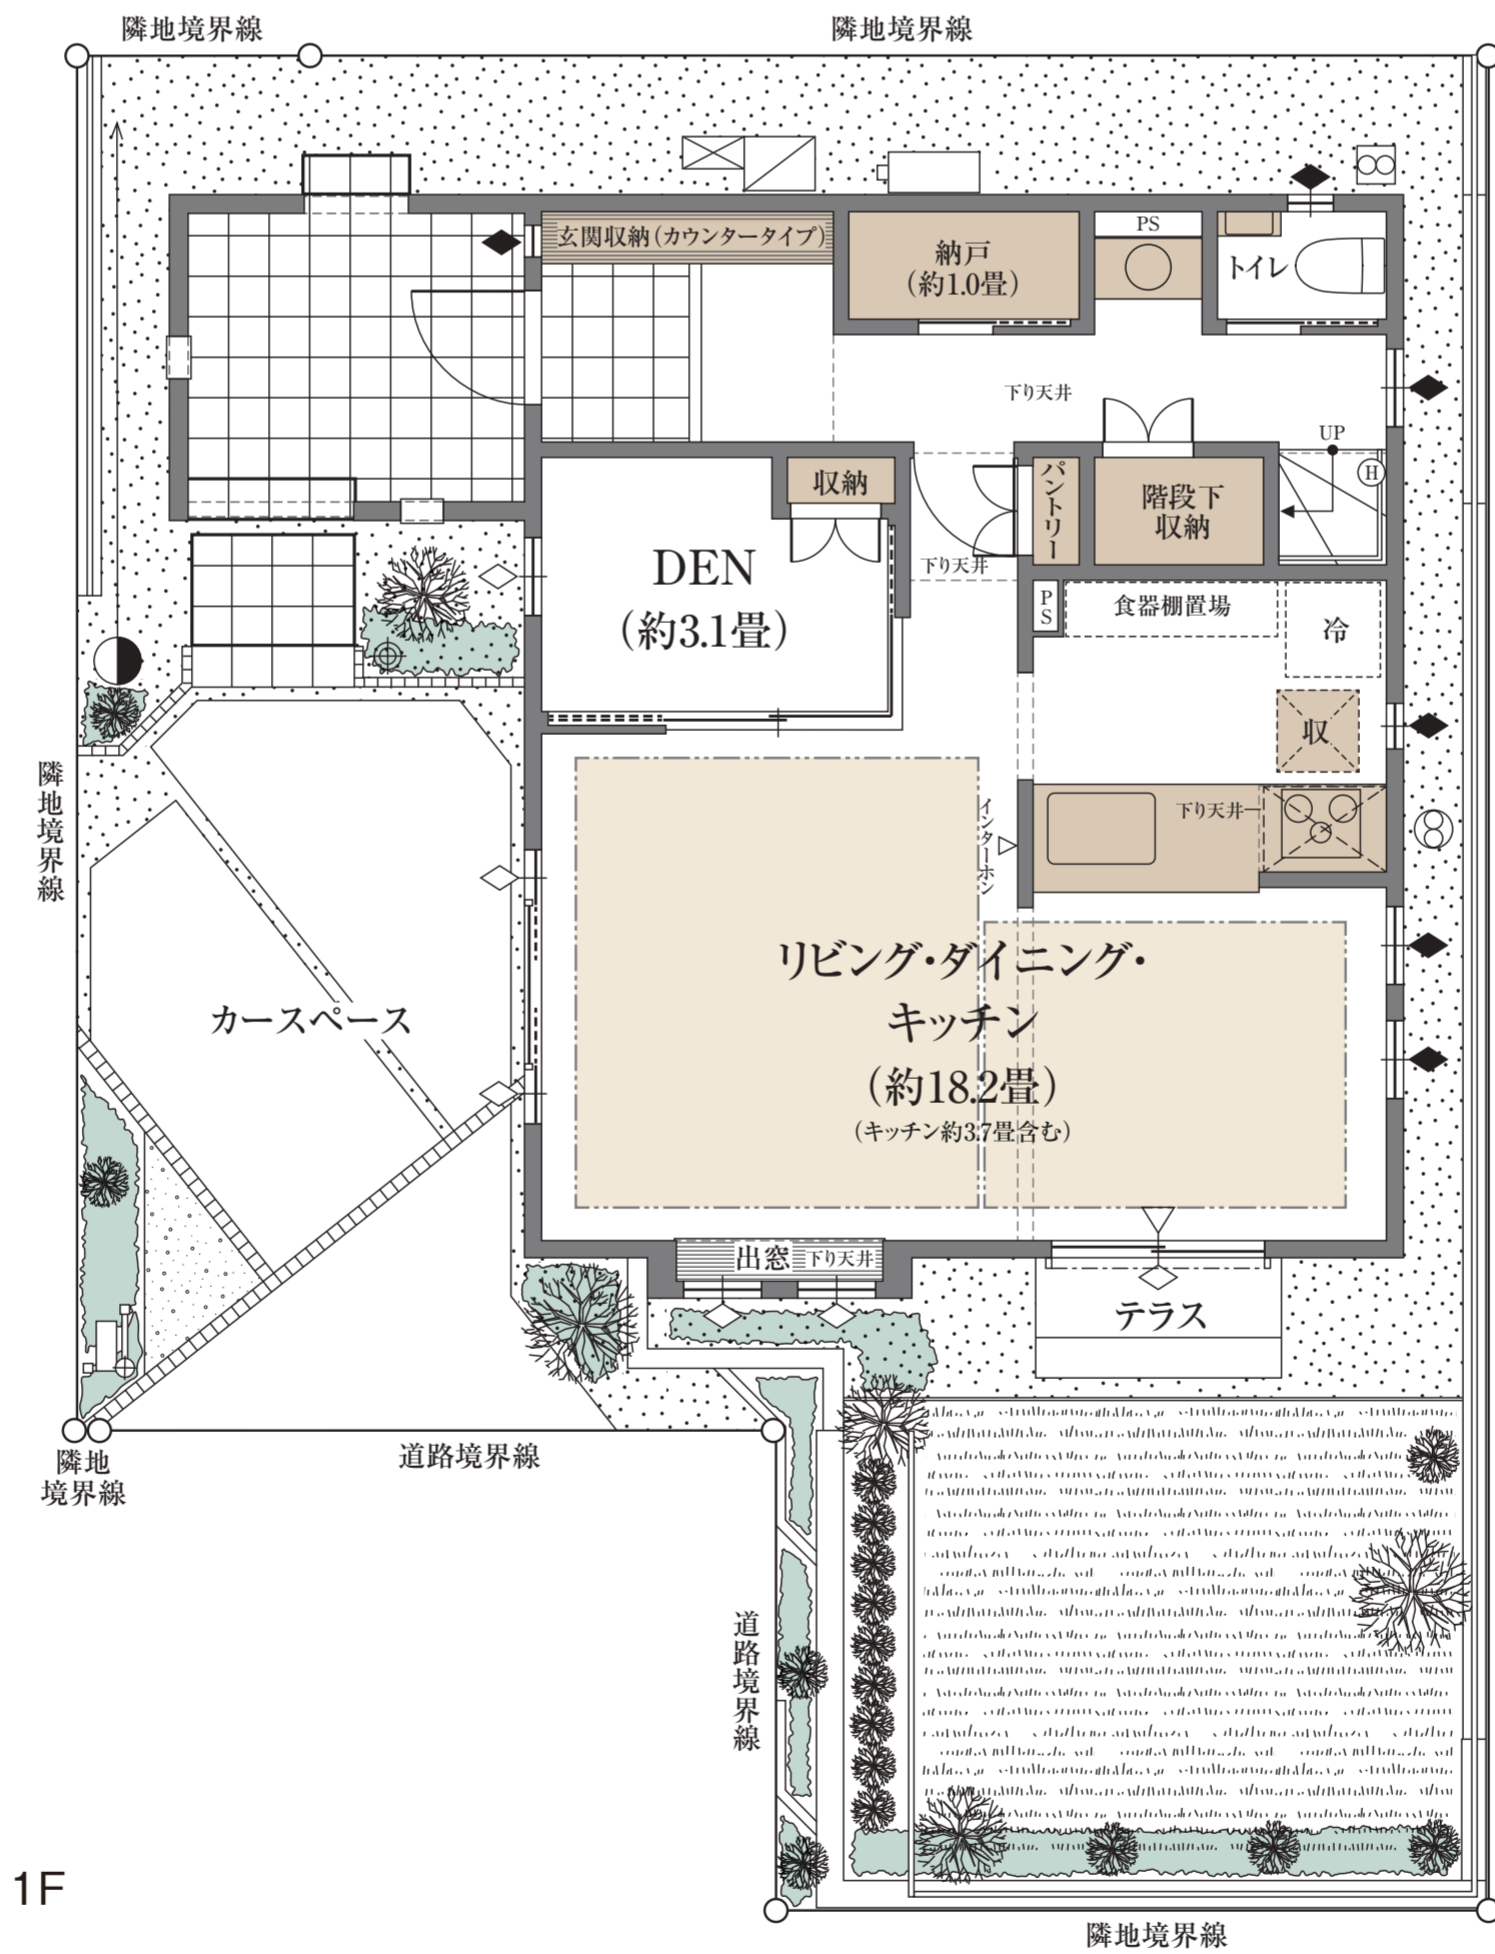 隣地境界線
隣地境界線
玄関収納（カウンタータイプ）
納戸
（約1.0畳）
PS
トイレ
下り天井
UP
H
収納
パントリー
階段下
収納
DEN
（約3.1畳）
下り天井
PS
食器棚置場
冷
収
隣地境界線
インターホン
下り天井
リビング・ダイニング・
キッチン
（約18.2畳）
（キッチン約3.7畳含む）
カースペース
出窓
下り天井
テラス
隣地
境界線
道路境界線
道路境界線
1F
隣地境界線